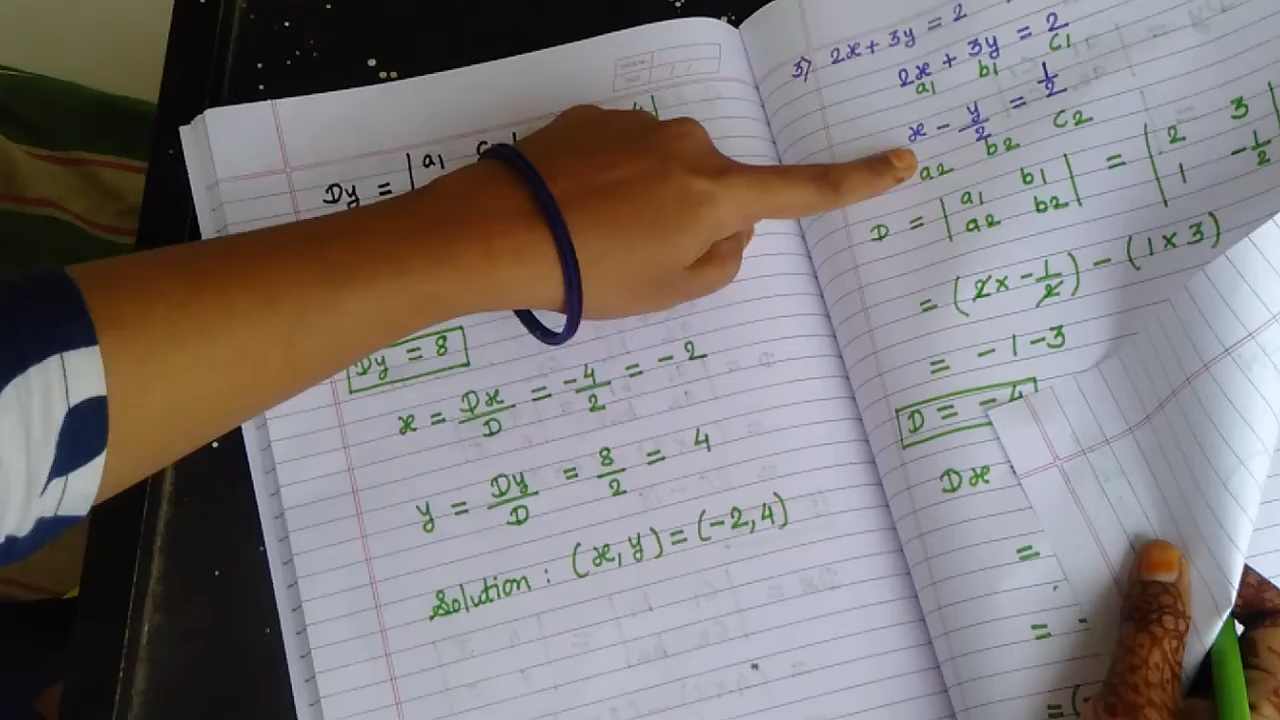 Dy = | a1
Dy = 8
x = Dx/D = -4/2 = -2
y = Dy/D = 8/2 = 4
Solution : (x, y) = (-2, 4)
3) 2x + 3y = 2
2x + 3y = 2
a1 b1 c1
x - y/2 = 1/2
a2 b2 c2
D = | a1 b1 | = | 2 3 |
| a2 b2 | | 1 -1/2
= (2 x -1/2) - (1 x 3)
= -1 - 3
D = - 4
Dx
=
= -
= (-